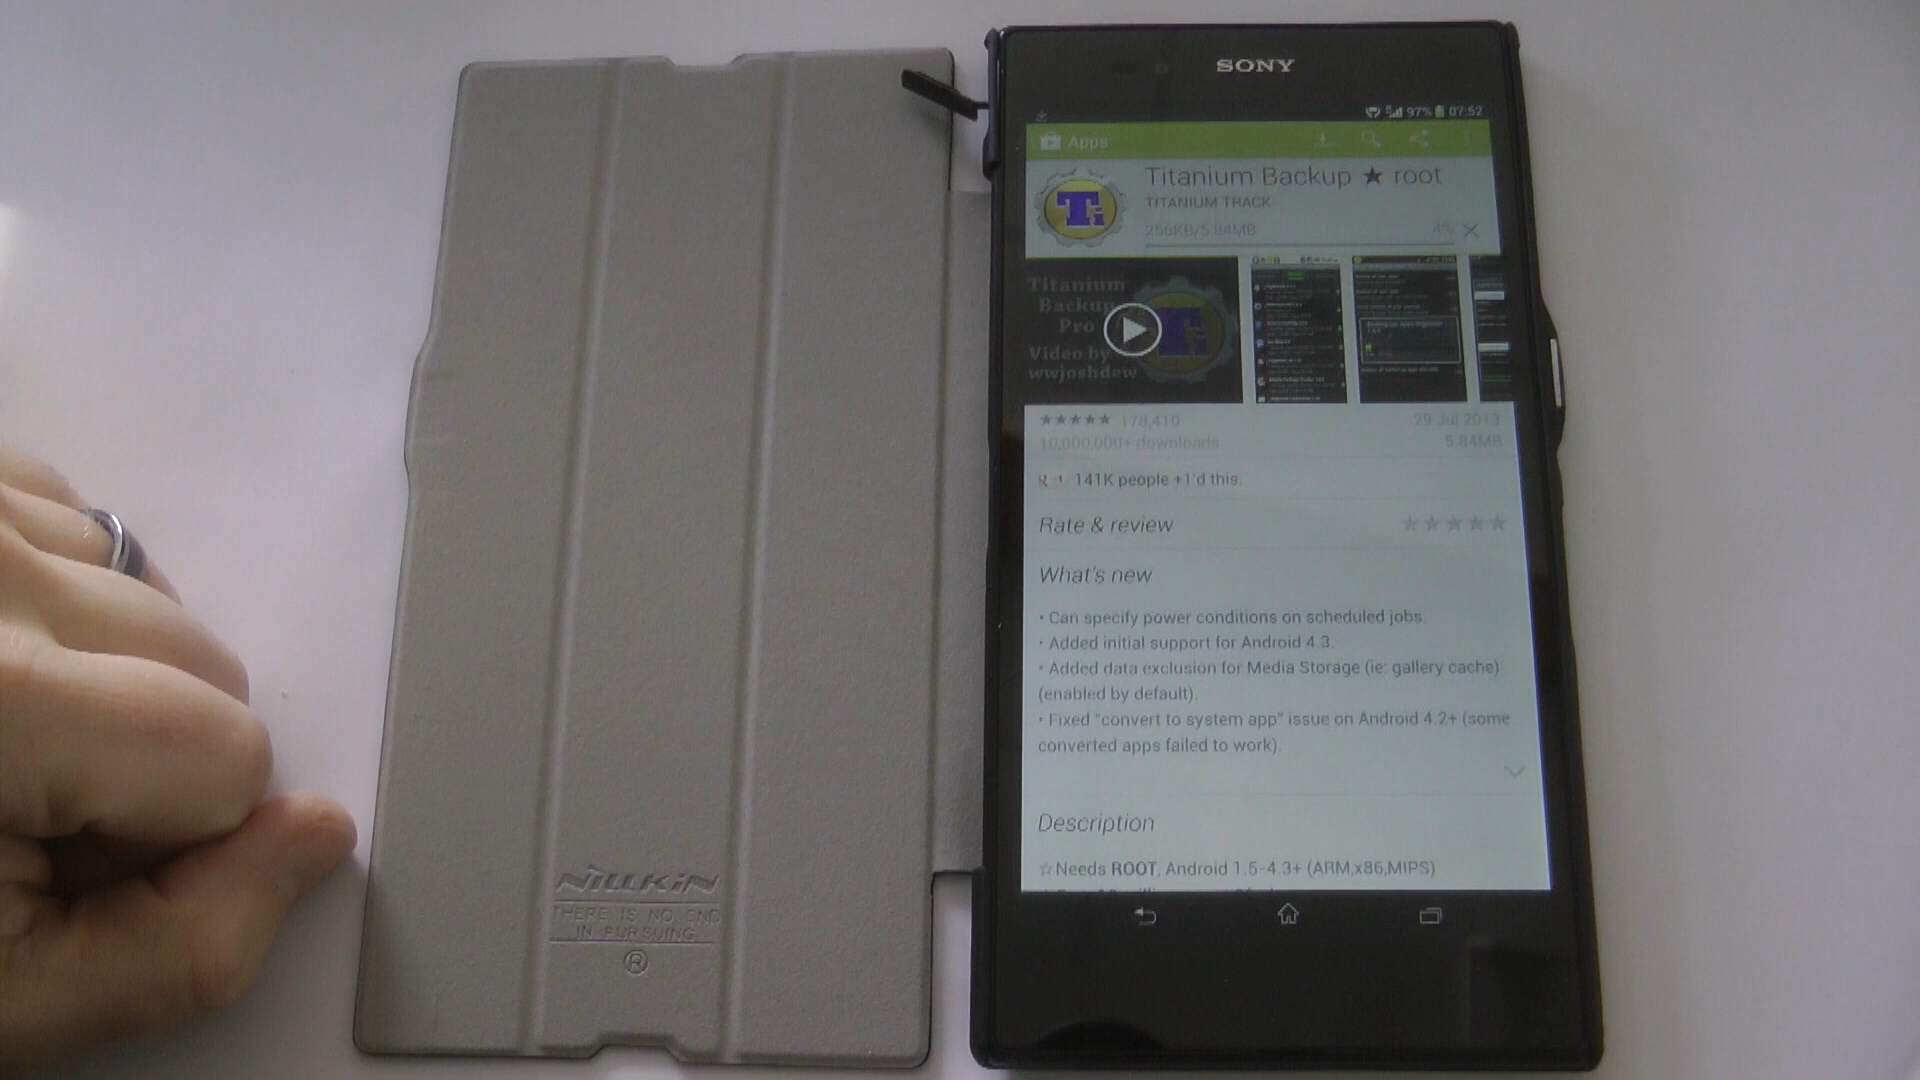 NILLKIN
THERE IS NO END
IN PURSUING
®
SONY
97% 07:52
Apps
Titanium Backup ★ root
TITANIUM TRACK
256KB/5.84MB 4%
Titanium
Backup
Pro
Video by
wwjoshdew
178,410 29 Jul 2013
10,000,000+ downloads 5.84MB
141K people +1'd this.
Rate & review
What's new
• Can specify power conditions on scheduled jobs.
• Added initial support for Android 4.3.
• Added data exclusion for Media Storage (ie: gallery cache)
(enabled by default).
• Fixed "convert to system app" issue on Android 4.2+ (some
converted apps failed to work).
Description
☆Needs ROOT, Android 1.5-4.3+ (ARM,x86,MIPS)